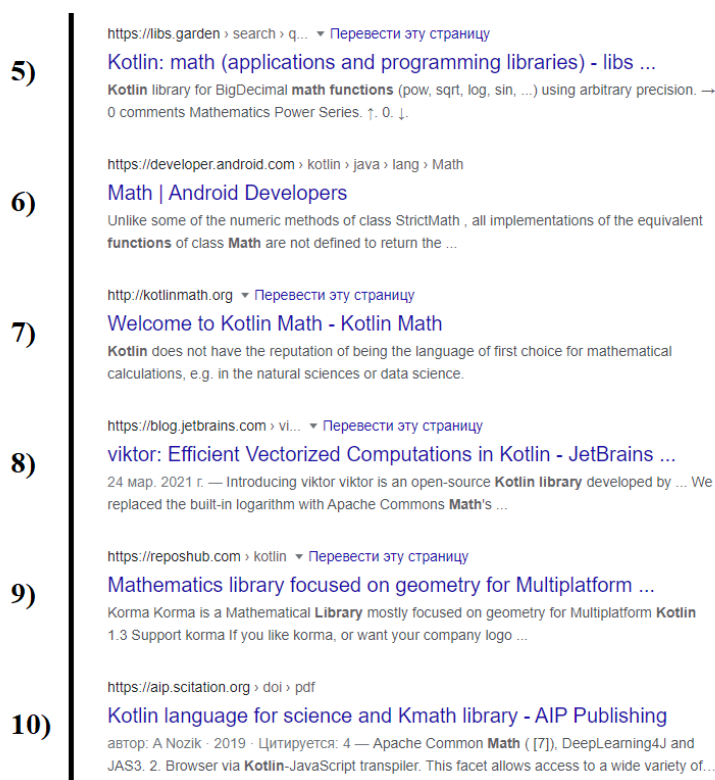 https://libs.garden › search › q... ▾ Перевести эту страницу
5) Kotlin: math (applications and programming libraries) - libs ...
Kotlin library for BigDecimal math functions (pow, sqrt, log, sin, ...) using arbitrary precision. →
0 comments Mathematics Power Series. ↑. 0. ↓.
https://developer.android.com › kotlin › java › lang › Math
6) Math | Android Developers
Unlike some of the numeric methods of class StrictMath , all implementations of the equivalent
functions of class Math are not defined to return the ...
http://kotlinmath.org ▾ Перевести эту страницу
7) Welcome to Kotlin Math - Kotlin Math
Kotlin does not have the reputation of being the language of first choice for mathematical
calculations, e.g. in the natural sciences or data science.
https://blog.jetbrains.com › vi... ▾ Перевести эту страницу
8) viktor: Efficient Vectorized Computations in Kotlin - JetBrains ...
24 мар. 2021 г. — Introducing viktor viktor is an open-source Kotlin library developed by ... We
replaced the built-in logarithm with Apache Commons Math's ...
https://reposhub.com › kotlin ▾ Перевести эту страницу
9) Mathematics library focused on geometry for Multiplatform ...
Korma Korma is a Mathematical Library mostly focused on geometry for Multiplatform Kotlin
1.3 Support korma If you like korma, or want your company logo ...
https://aip.scitation.org › doi › pdf
10) Kotlin language for science and Kmath library - AIP Publishing
автор: A Nozik · 2019 · Цитируется: 4 — Apache Common Math ( [7]), DeepLearning4J and
JAS3. 2. Browser via Kotlin-JavaScript transpiler. This facet allows access to a wide variety of...